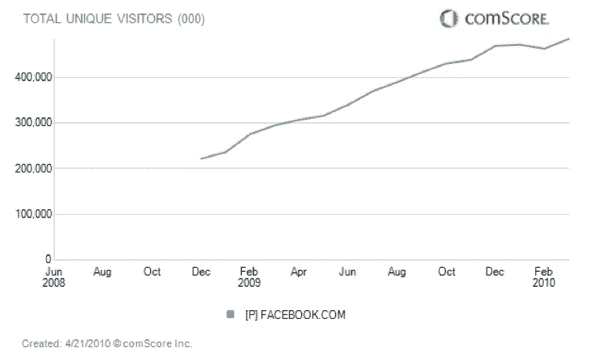 TOTAL UNIQUE VISITORS (000)
comScore.
400,000
300,000
200,000
100,000
0
Jun Aug Oct Dec Feb Apr Jun Aug Oct Dec Feb
2008 2009 2010
[P] FACEBOOK.COM
Created: 4/21/2010 © comScore Inc.